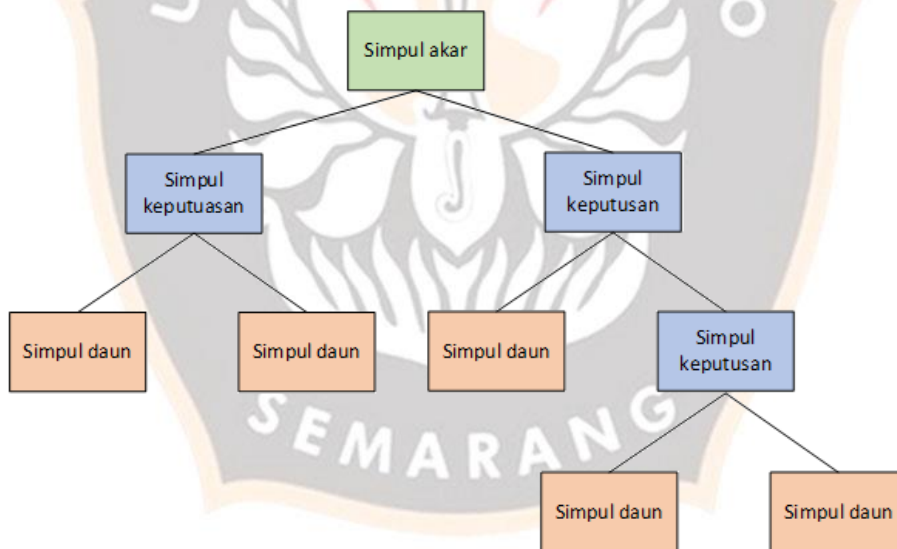 Simpul akar
Simpul
keputuasan
Simpul
keputusan
Simpul daun
Simpul daun
Simpul daun
Simpul
keputusan
SEMARANG
Simpul daun
Simpul daun